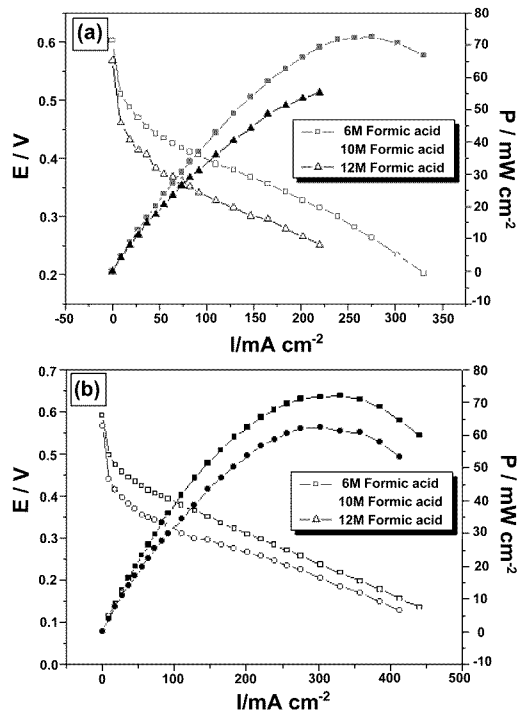 (a)
0.6
0.5
0.4
0.3
0.2
E / V
80
70
60
50
40
30
20
10
0
-10
P / mW cm-2
6M Formic acid
10M Formic acid
12M Formic acid
-50 0 50 100 150 200 250 300 350
I/mA cm-2
(b)
0.7
0.6
0.5
0.4
0.3
0.2
0.1
0.0
E / V
80
70
60
50
40
30
20
10
0
-10
P / mW cm-2
6M Formic acid
10M Formic acid
12M Formic acid
0 100 200 300 400 500
I/mA cm-2